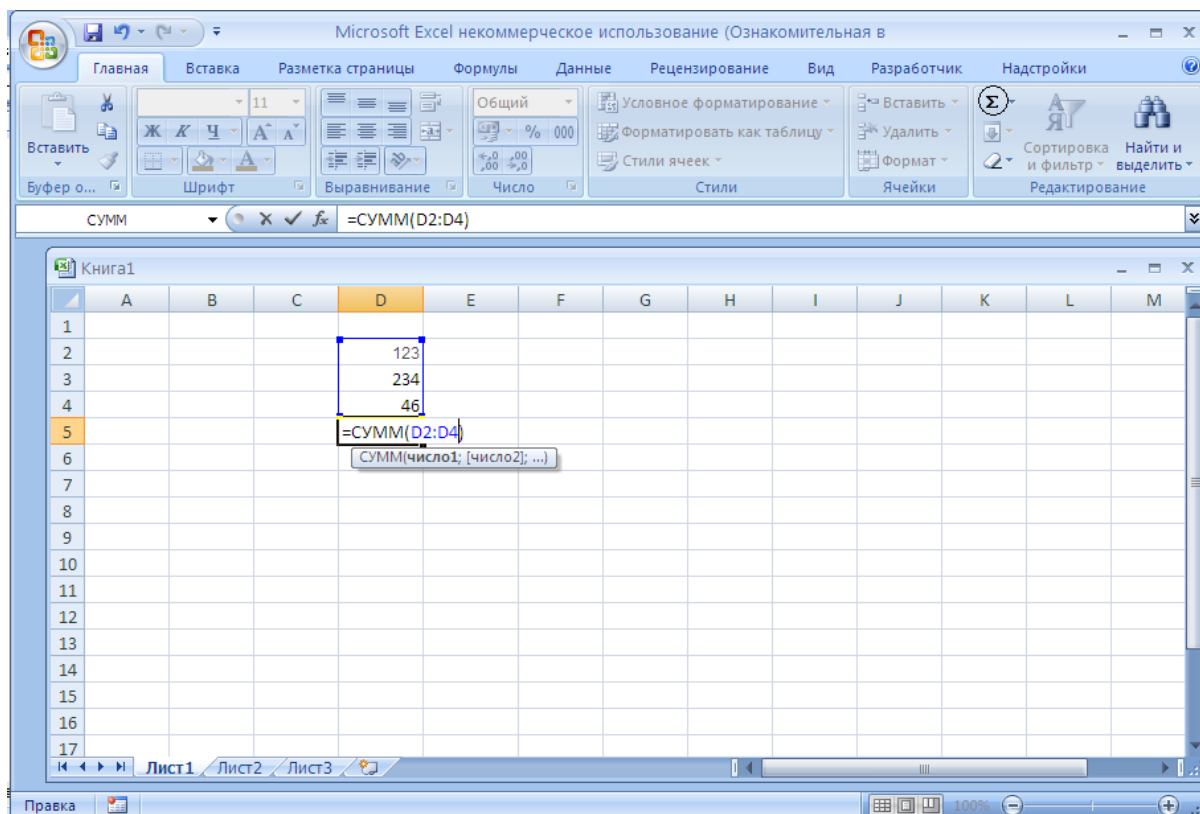 Microsoft Excel некоммерческое использование (Ознакомительная в
Главная Вставка Разметка страницы Формулы Данные Рецензирование Вид Разработчик Надстройки
Вставить
11
Ж К Ч А А
А
Общий
% 000
Условное форматирование
Форматировать как таблицу
Стили ячеек
Вставить
Удалить
Формат
Σ
Сортировка и фильтр
Найти и выделить
Буфер о... Шрифт Выравнивание Число Стили Ячейки Редактирование
СУММ fx =СУММ(D2:D4)
Книга1
A B C D E F G H I J K L M
1
2 123
3 234
4 46
5 =СУММ(D2:D4)
6 СУММ(число1; [число2]; ...)
7
8
9
10
11
12
13
14
15
16
17
Лист1 Лист2 Лист3
Правка 100%